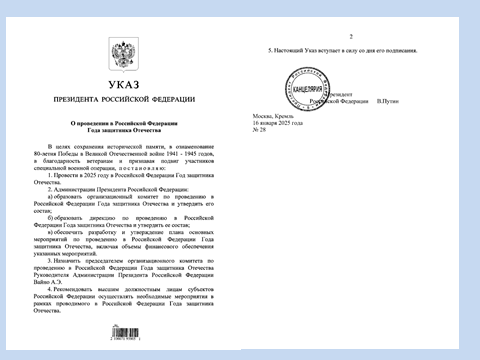 УКАЗ
ПРЕЗИДЕНТА РОССИЙСКОЙ ФЕДЕРАЦИИ
О проведении в Российской Федерации
Года защитника Отечества
В целях сохранения исторической памяти, в ознаменование
80-летия Победы в Великой Отечественной войне 1941 - 1945 годов,
в благодарность ветеранам и признавая подвиг участников
специальной военной операции, постановляю:
1. Провести в 2025 году в Российской Федерации Год защитника
Отечества.
2. Администрации Президента Российской Федерации:
а) образовать организационный комитет по проведению в
Российской Федерации Года защитника Отечества и утвердить его
состав;
б) образовать дирекцию по проведению в Российской
Федерации Года защитника Отечества и утвердить ее состав;
в) обеспечить разработку и утверждение плана основных
мероприятий по проведению в Российской Федерации Года
защитника Отечества, включая объемы финансового обеспечения
указанных мероприятий.
3. Назначить председателем организационного комитета по
проведению в Российской Федерации Года защитника Отечества
Руководителя Администрации Президента Российской Федерации
Вайно А.Э.
4. Рекомендовать высшим должностным лицам субъектов
Российской Федерации осуществлять необходимые мероприятия в
рамках проводимого в Российской Федерации Года защитника
Отечества.
2
5. Настоящий Указ вступает в силу со дня его подписания.
КАНЦЕЛЯРИЯ
Президент
Российской Федерации В.Путин
Москва, Кремль
16 января 2025 года
№ 28